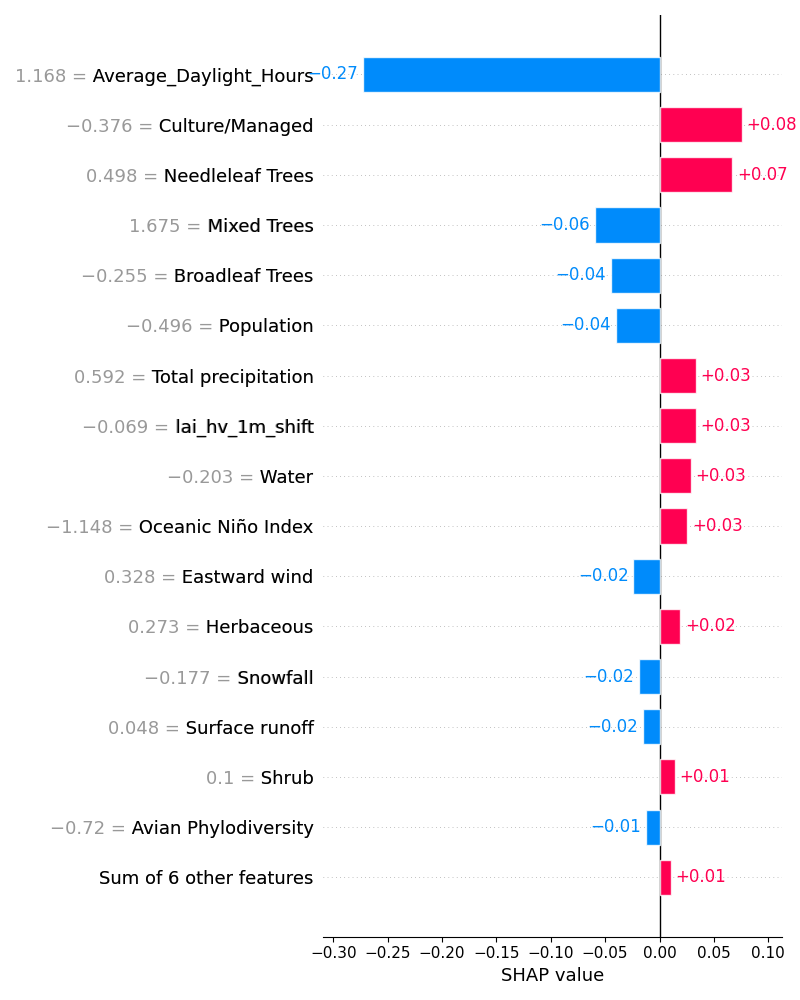 1.168 = Average_Daylight_Hours −0.27
−0.376 = Culture/Managed +0.08
0.498 = Needleleaf Trees +0.07
1.675 = Mixed Trees −0.06
−0.255 = Broadleaf Trees −0.04
−0.496 = Population −0.04
0.592 = Total precipitation +0.03
−0.069 = lai_hv_1m_shift +0.03
−0.203 = Water +0.03
−1.148 = Oceanic Niño Index +0.03
0.328 = Eastward wind −0.02
0.273 = Herbaceous +0.02
−0.177 = Snowfall −0.02
0.048 = Surface runoff −0.02
0.1 = Shrub +0.01
−0.72 = Avian Phylodiversity −0.01
Sum of 6 other features +0.01
−0.30 −0.25 −0.20 −0.15 −0.10 −0.05 0.00 0.05 0.10
SHAP value